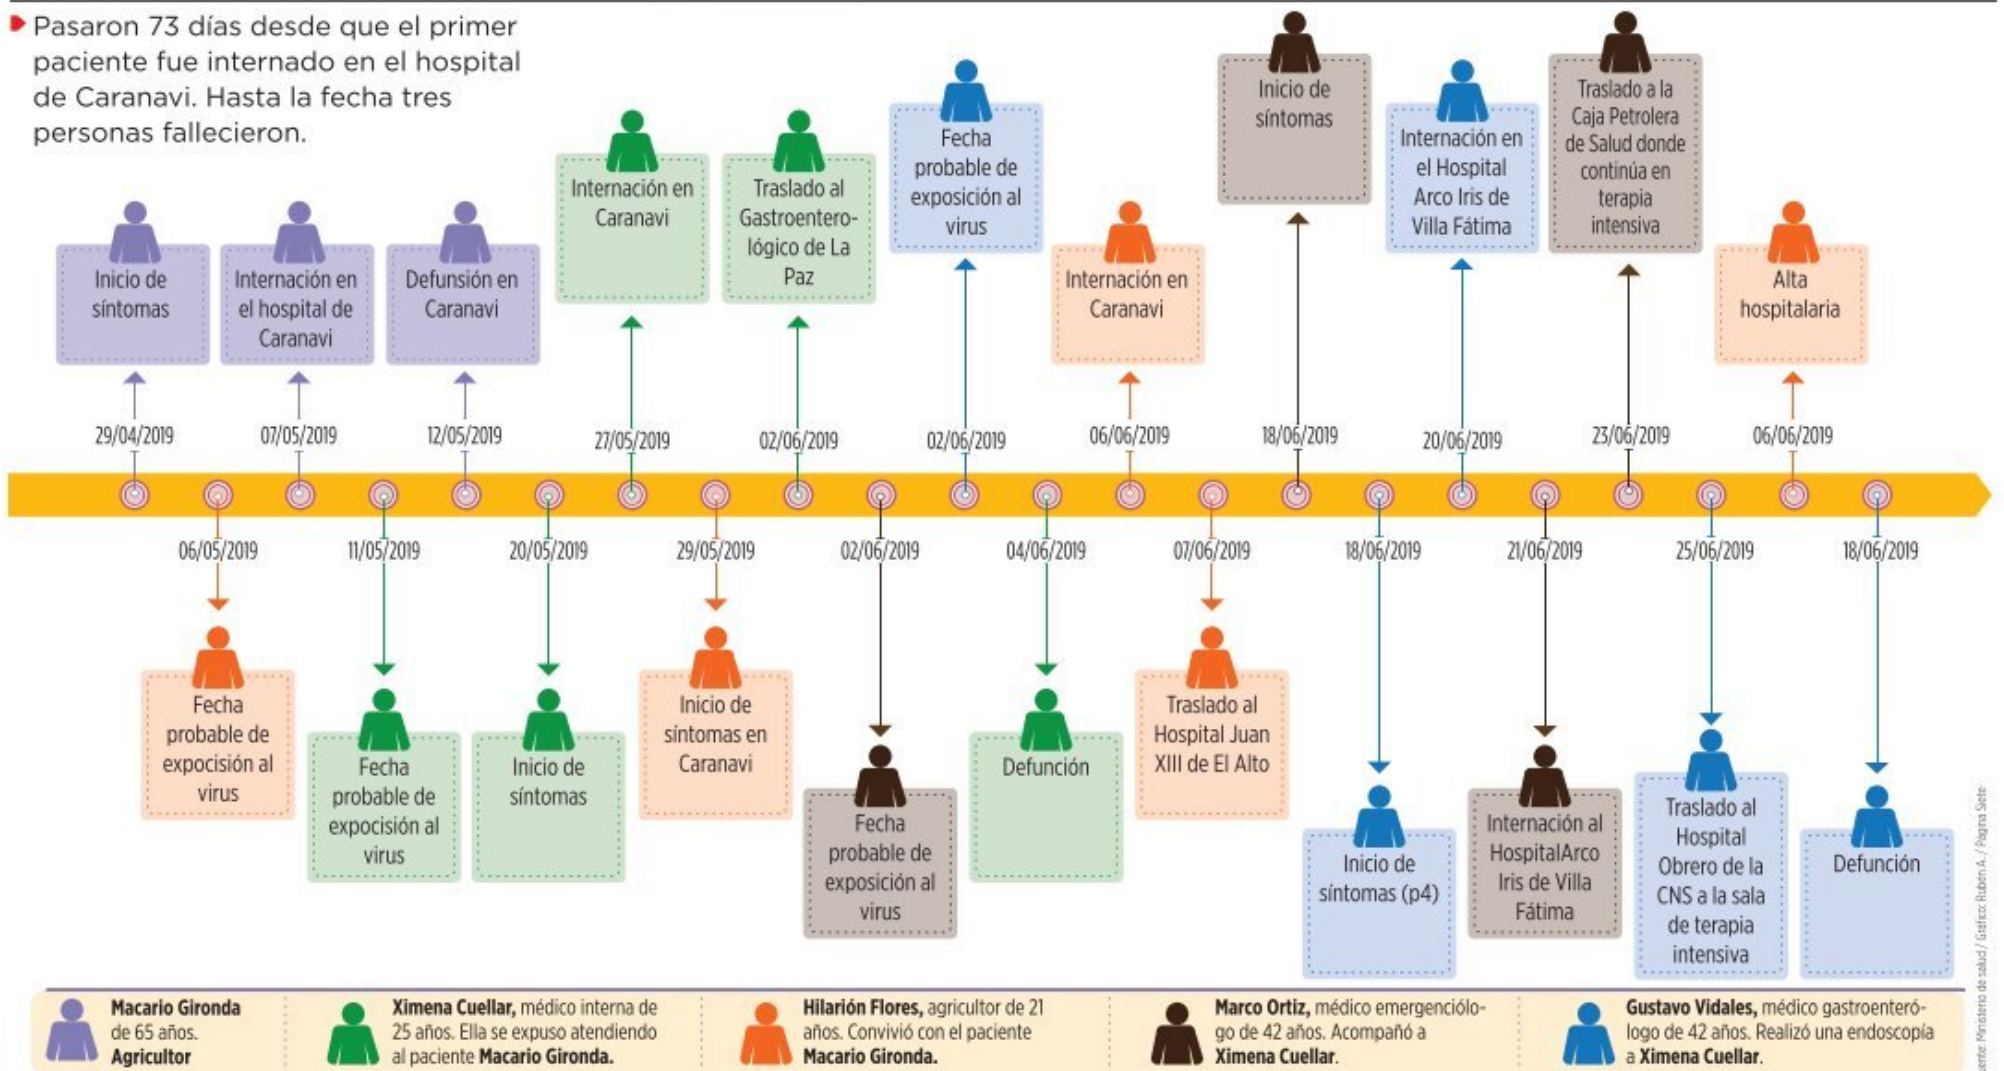 Pasaron 73 días desde que el primer
paciente fue internado en el hospital
de Caranavi. Hasta la fecha tres
personas fallecieron.
Inicio de
síntomas
29/04/2019
Internación en
el hospital de
Caranavi
07/05/2019
Defunsión en
Caranavi
12/05/2019
Internación en
Caranavi
27/05/2019
Traslado al
Gastroentero-
lógico de La
Paz
02/06/2019
Fecha
probable de
exposición al
virus
02/06/2019
Internación en
Caranavi
06/06/2019
Inicio de
síntomas
18/06/2019
Internación en
el Hospital
Arco Iris de
Villa Fátima
20/06/2019
Traslado a la
Caja Petrolera
de Salud donde
continúa en
terapia
intensiva
23/06/2019
Alta
hospitalaria
06/06/2019
06/05/2019
Fecha
probable de
expocisión al
virus
11/05/2019
Fecha
probable de
expocisión al
virus
20/05/2019
Inicio de
síntomas
29/05/2019
Inicio de
síntomas en
Caranavi
02/06/2019
Fecha
probable de
exposición al
virus
04/06/2019
Defunción
07/06/2019
Traslado al
Hospital Juan
XIII de El Alto
18/06/2019
Inicio de
síntomas (p4)
21/06/2019
Internación al
HospitalArco
Iris de Villa
Fátima
25/06/2019
Traslado al
Hospital
Obrero de la
CNS a la sala
de terapia
intensiva
18/06/2019
Defunción
Macario Gironda
de 65 años.
Agricultor
Ximena Cuellar, médico interna de
25 años. Ella se expuso atendiendo
al paciente Macario Gironda.
Hilarión Flores, agricultor de 21
años. Convivió con el paciente
Macario Gironda.
Marco Ortiz, médico emergenciólo-
go de 42 años. Acompañó a
Ximena Cuellar.
Gustavo Vidales, médico gastroenteró-
logo de 42 años. Realizó una endoscopía
a Ximena Cuellar.
uente: Ministerio de salud / Gráfico: Rubén A. / Página Siete